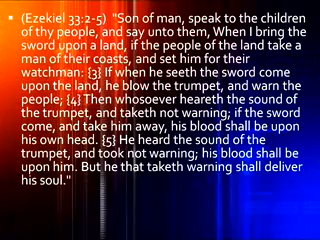 • (Ezekiel 33:2-5) "Son of man, speak to the children
of thy people, and say unto them, When I bring the
sword upon a land, if the people of the land take a
man of their coasts, and set him for their
watchman: {3} If when he seeth the sword come
upon the land, he blow the trumpet, and warn the
people; {4} Then whosoever heareth the sound of
the trumpet, and taketh not warning; if the sword
come, and take him away, his blood shall be upon
his own head. {5} He heard the sound of the
trumpet, and took not warning; his blood shall be
upon him. But he that taketh warning shall deliver
his soul."